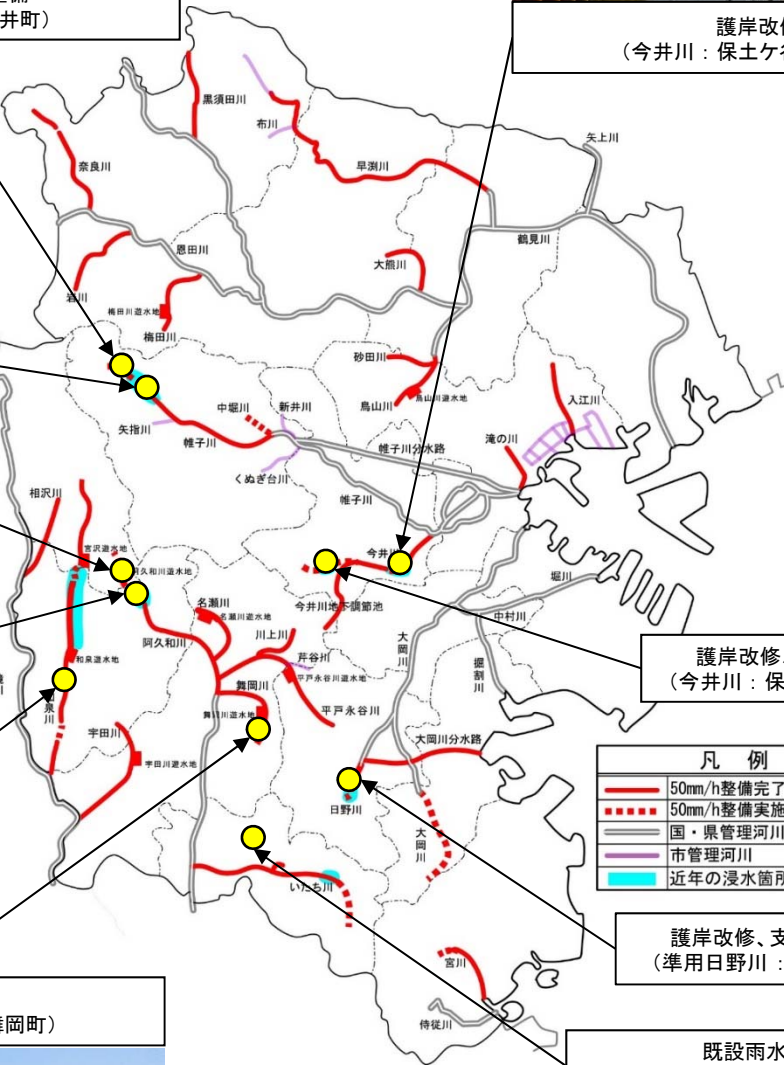 井町）
護岸改修
（今井川：保土ケ谷
黒須田川
布川
早渕川
矢上川
奈良川
恩田川
鶴見川
大熊川
岩川
梅田川遊水地
梅田川
砂田川
鳥山川
鳥山川遊水地
入江川
中堀川
新井川
矢指川
帷子川
滝の川
帷子川分水路
くぬぎ台川
帷子川
相沢川
宮沢遊水地
阿久和川遊水地
今井川
堀川
名瀬川
名瀬川遊水地
今井川地下調節池
中村川
大岡川
阿久和川
川上川
芹谷川
和泉遊水地
平戸永谷川遊水地
堀割川
護岸改修、
（今井川：保
舞岡川
泉川
平戸永谷川
宇田川
大岡川分水路
宇田川遊水地
凡 例
50mm/h整備完了
50mm/h整備実施
国・県管理河川
市管理河川
近年の浸水箇所
日野川
大岡川
いたち川
護岸改修、支
（準用日野川：
宮川
岡町）
侍従川
既設雨水